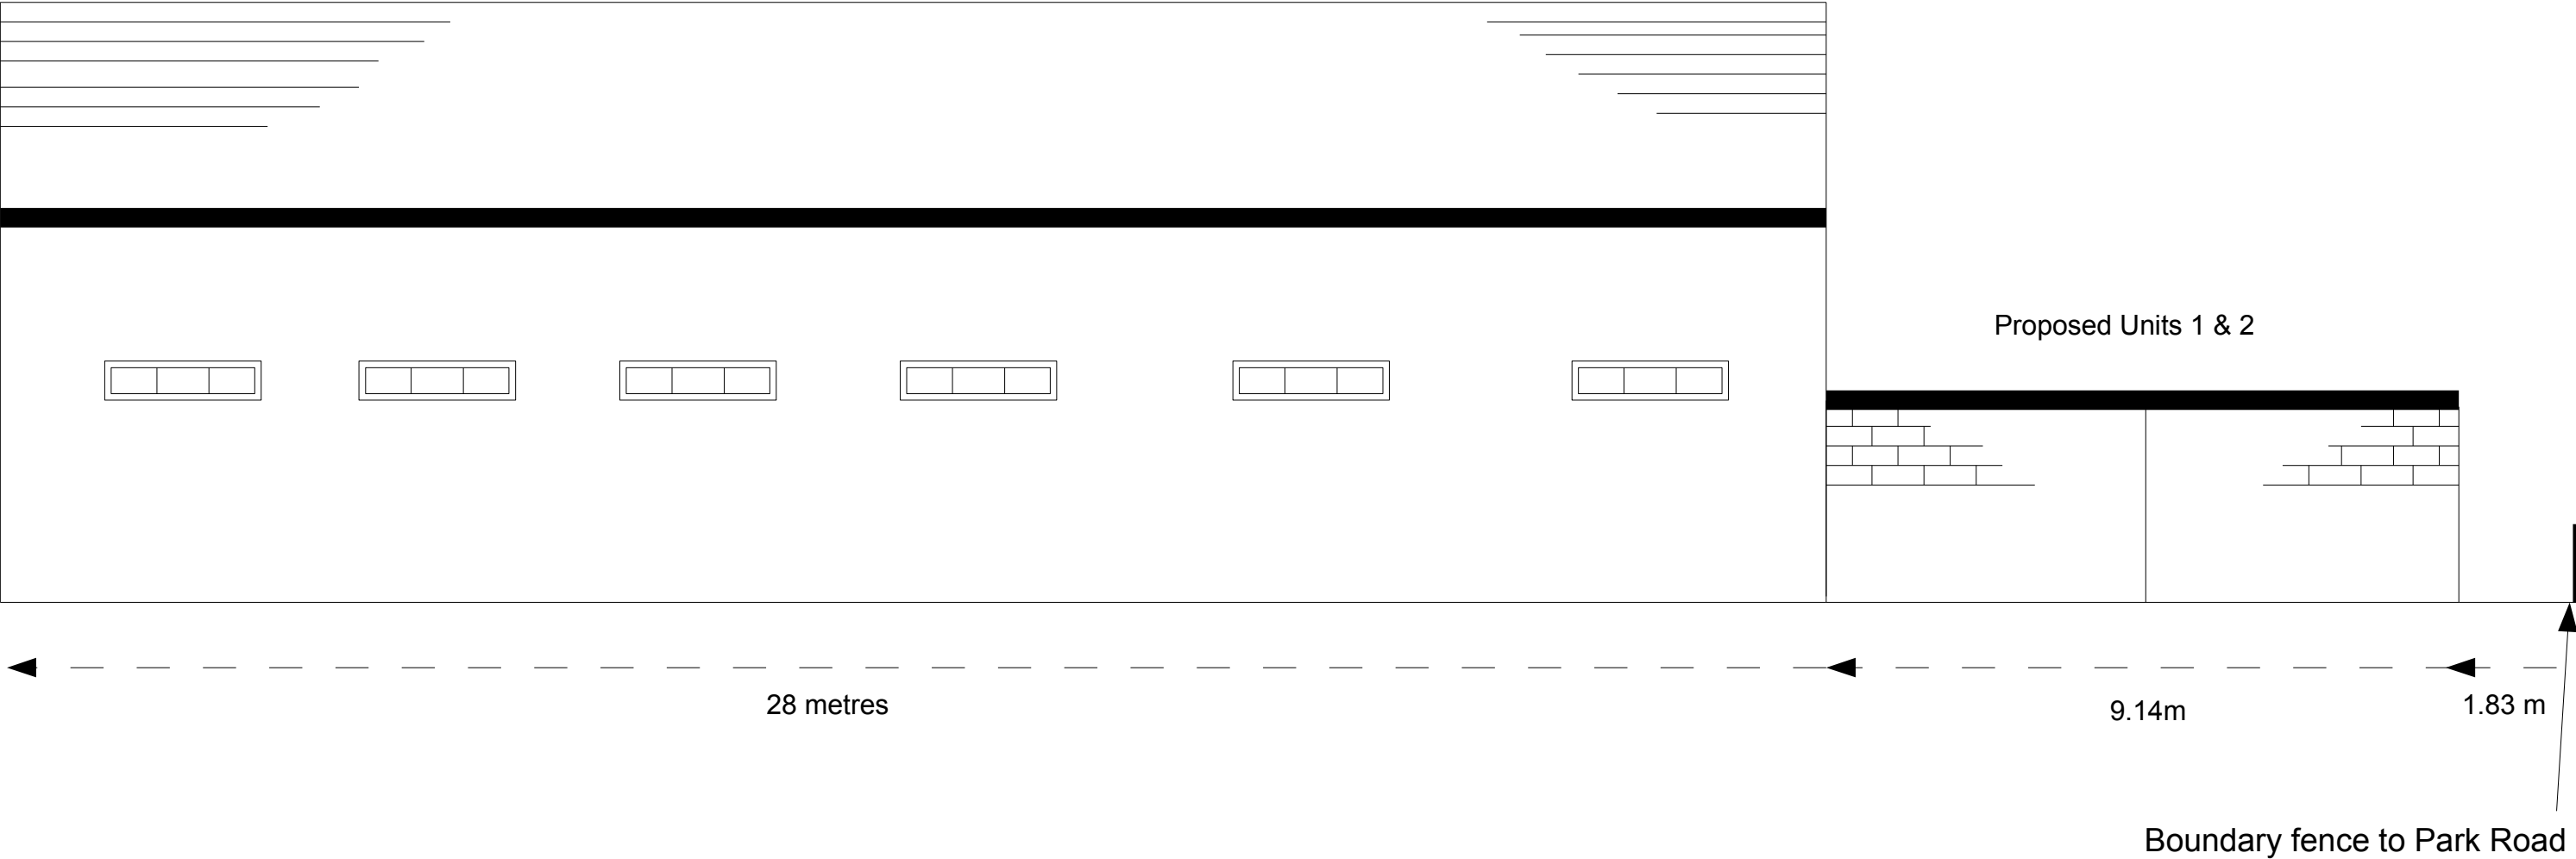 Proposed Units 1 & 2
28 metres
9.14m
1.83 m
Boundary fence to Park Road